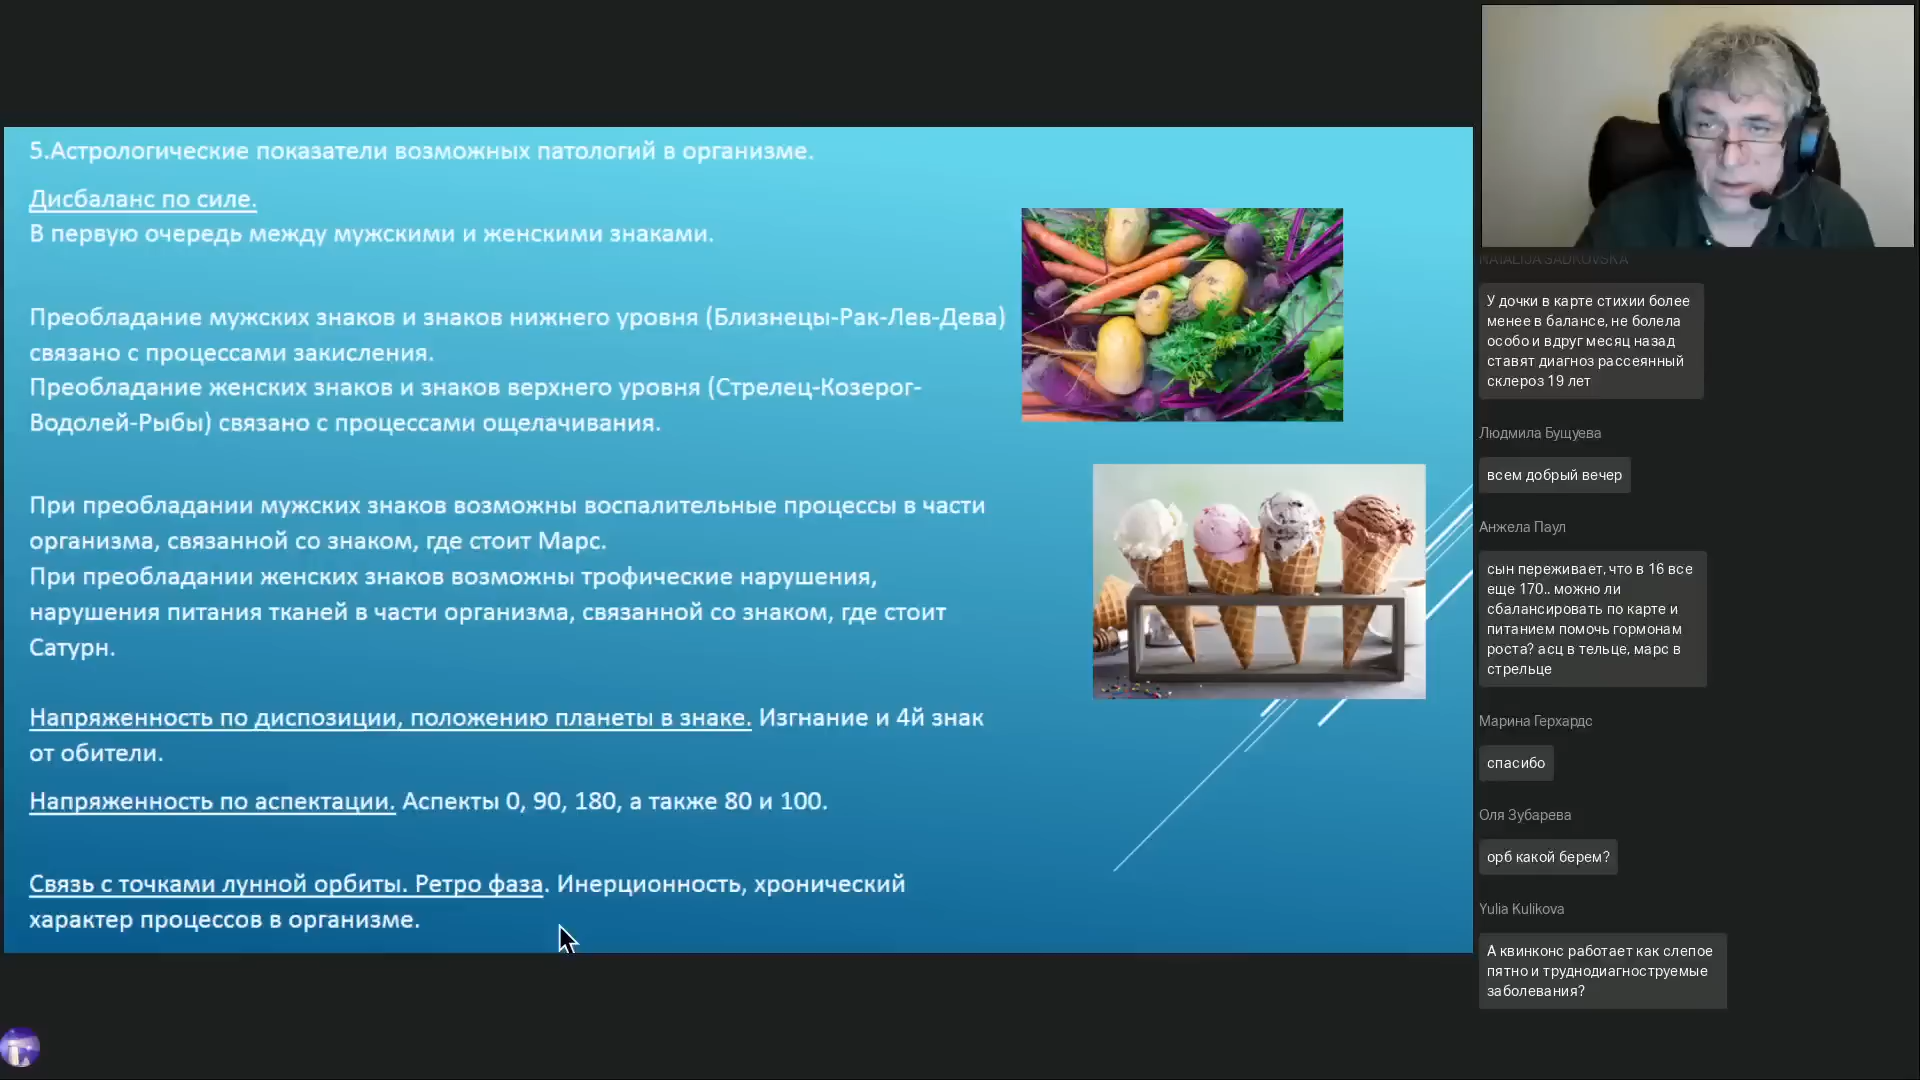 5.Астрологические показатели возможных патологий в организме.
Дисбаланс по силе.
В первую очередь между мужскими и женскими знаками.
Преобладание мужских знаков и знаков нижнего уровня (Близнецы-Рак-Лев-Дева)
связано с процессами закисления.
Преобладание женских знаков и знаков верхнего уровня (Стрелец-Козерог-
Водолей-Рыбы) связано с процессами ощелачивания.
При преобладании мужских знаков возможны воспалительные процессы в части
организма, связанной со знаком, где стоит Марс.
При преобладании женских знаков возможны трофические нарушения,
нарушения питания тканей в части организма, связанной со знаком, где стоит
Сатурн.
Напряженность по диспозиции, положению планеты в знаке. Изгнание и 4й знак
от обители.
Напряженность по аспектации. Аспекты 0, 90, 180, а также 80 и 100.
Связь с точками лунной орбиты. Ретро фаза. Инерционность, хронический
характер процессов в организме.
NATALIJA SADKOVSKA
У дочки в карте стихии более
менее в балансе, не болела
особо и вдруг месяц назад
ставят диагноз рассеянный
склероз 19 лет
Людмила Бущуева
всем добрый вечер
Анжела Паул
сын переживает, что в 16 все
еще 170.. можно ли
сбалансировать по карте и
питанием помочь гормонам
роста? асц в тельце, марс в
стрельце
Марина Герхардс
спасибо
Оля Зубарева
орб какой берем?
Yulia Kulikova
А квинконс работает как слепое
пятно и труднодиагноструемые
заболевания?